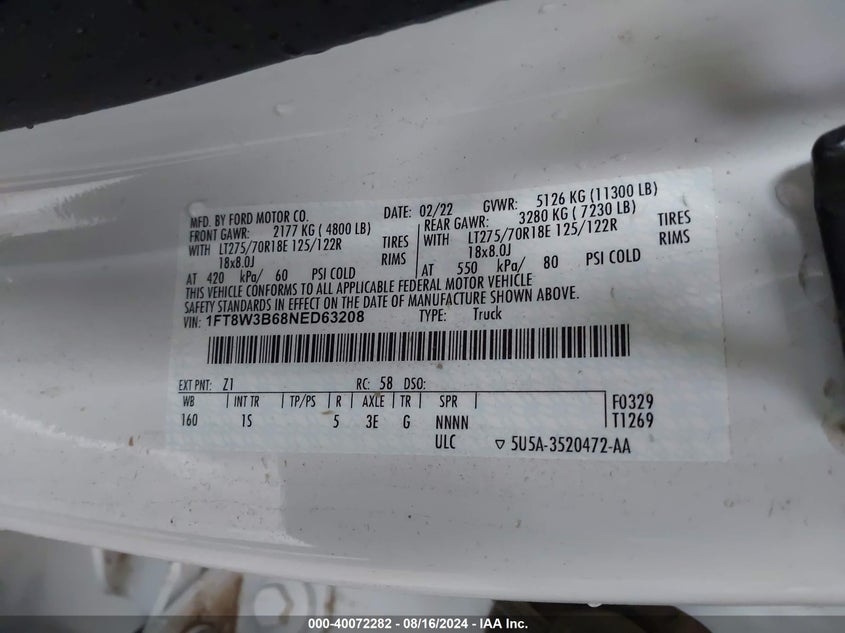 MFD. BY FORD MOTOR CO. DATE: 02/22 GVWR: 5126 KG (11300 LB)
FRONT GAWR: 2177 KG ( 4800 LB) REAR GAWR: 3280 KG ( 7230 LB)
WITH LT275/70R18E 125/122R TIRES WITH LT275/70R18E 125/122R TIRES
18x8.0J RIMS 18x8.0J RIMS
AT 420 kPa/ 60 PSI COLD AT 550 kPa/ 80 PSI COLD
THIS VEHICLE CONFORMS TO ALL APPLICABLE FEDERAL MOTOR VEHICLE
SAFETY STANDARDS IN EFFECT ON THE DATE OF MANUFACTURE SHOWN ABOVE.
VIN: 1FT8W3B68NED63208 TYPE: Truck
EXT PNT: Z1 RC: 58 DSO:
WB INT TR TP/PS R AXLE TR SPR F0329
160 1S 5 3E G NNNN T1269
ULC ▽ 5U5A-3520472-AA
000-40072282 - 08/16/2024 - IAA Inc.